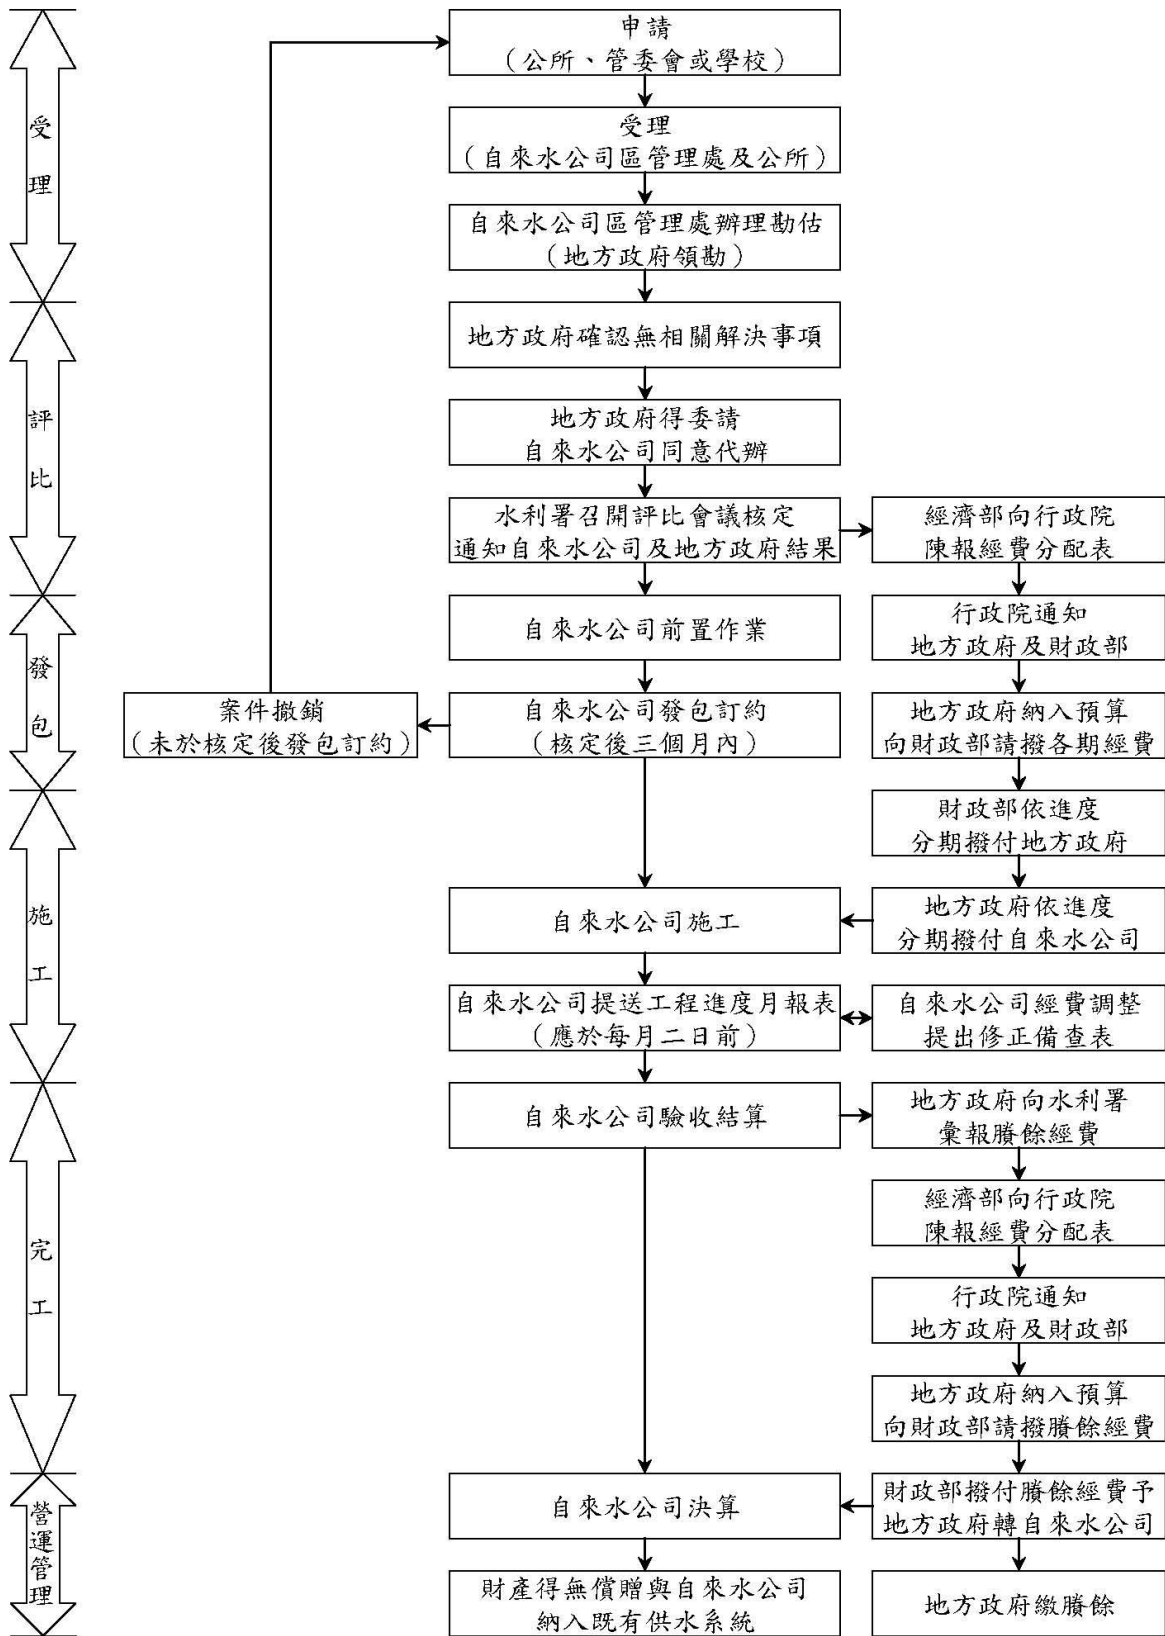 受理
申請
（公所、管委會或學校）
受理
（自來水公司區管理處及公所）
自來水公司區管理處辦理勘估
（地方政府領勘）
評比
地方政府確認無相關解決事項
地方政府得委請
自來水公司同意代辦
水利署召開評比會議核定
通知自來水公司及地方政府結果
經濟部向行政院
陳報經費分配表
發包
自來水公司前置作業
行政院通知
地方政府及財政部
案件撤銷
（未於核定後發包訂約）
自來水公司發包訂約
（核定後三個月內）
地方政府納入預算
向財政部請撥各期經費
施工
財政部依進度
分期撥付地方政府
自來水公司施工
地方政府依進度
分期撥付自來水公司
自來水公司提送工程進度月報表
（應於每月二日前）
自來水公司經費調整
提出修正備查表
完工
自來水公司驗收結算
地方政府向水利署
彙報賸餘經費
經濟部向行政院
陳報經費分配表
行政院通知
地方政府及財政部
地方政府納入預算
向財政部請撥賸餘經費
營運管理
自來水公司決算
財政部撥付賸餘經費予
地方政府轉自來水公司
財產得無償贈與自來水公司
納入既有供水系統
地方政府繳賸餘